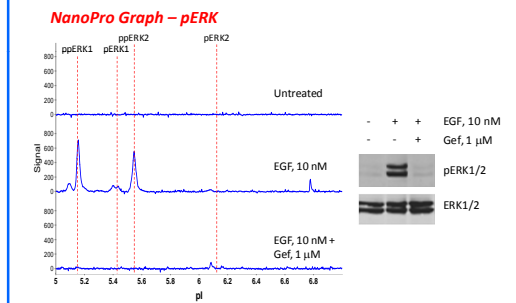 NanoPro Graph – pERK
ppERK1 pERK1 ppERK2 pERK2
800
600
400
200
0
Untreated
800
600
400
200
0
EGF, 10 nM
800
600
400
200
0
EGF, 10 nM +
Gef, 1 µM
Signal
5 5.2 5.4 5.6 5.8 6 6.2 6.4 6.6 6.8
pI
- + + EGF, 10 nM
- - + Gef, 1 µM
pERK1/2
ERK1/2